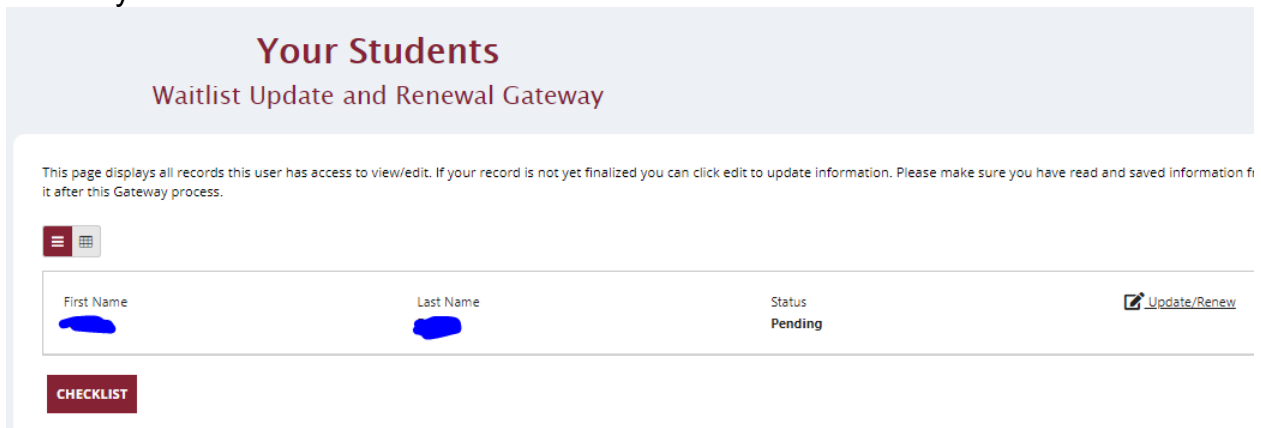 Your Students
Waitlist Update and Renewal Gateway
This page displays all records this user has access to view/edit. If your record is not yet finalized you can click edit to update information. Please make sure you have read and saved information
it after this Gateway process.
First Name Last Name Status Update/Renew
Pending
CHECKLIST